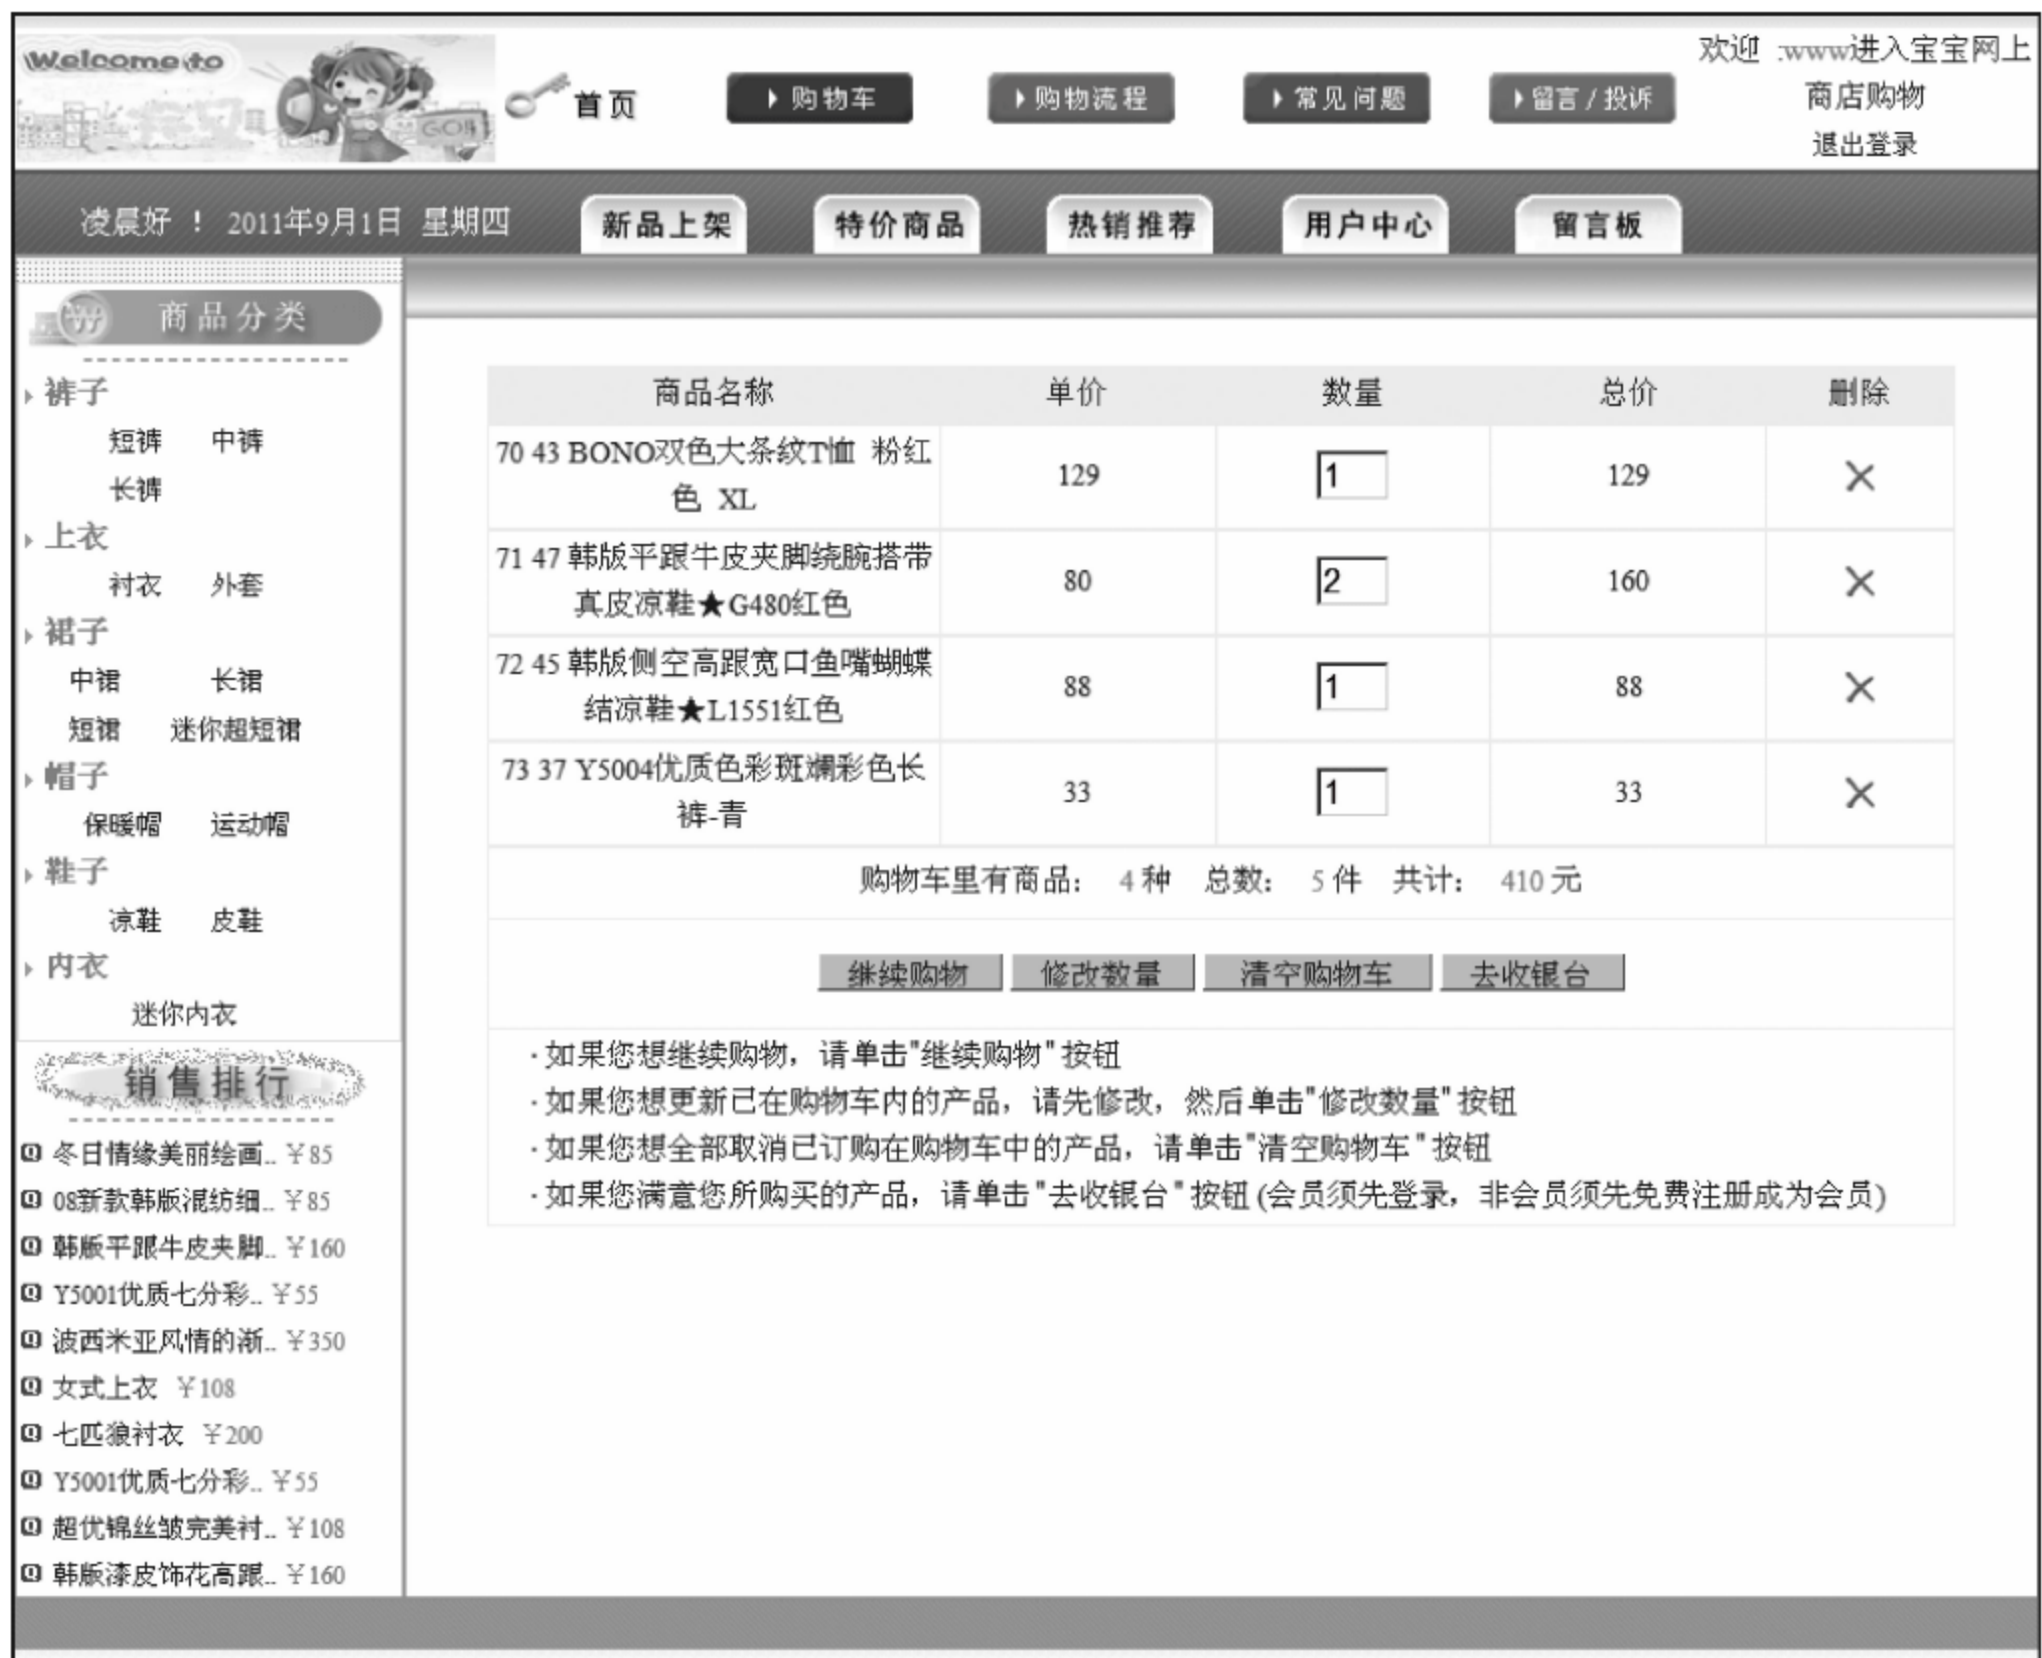 Welcome to
GO!!
首页
购物车
购物流程
常见问题
留言/投诉
欢迎 :www进入宝宝网上
商店购物
退出登录
凌晨好 ! 2011年9月1日 星期四
新品上架
特价商品
热销推荐
用户中心
留言板
商品分类
裤子
短裤 中裤
长裤
上衣
衬衣 外套
裙子
中裙 长裙
短裙 迷你超短裙
帽子
保暖帽 运动帽
鞋子
凉鞋 皮鞋
内衣
迷你内衣
销售排行
冬日情缘美丽绘画.. ￥85
08新款韩版混纺细.. ￥85
韩版平跟牛皮夹脚.. ￥160
Y5001优质七分彩.. ￥55
波西米亚风情的渐.. ￥350
女式上衣 ￥108
七匹狼衬衣 ￥200
Y5001优质七分彩.. ￥55
超优锦丝皱完美衬.. ￥108
韩版漆皮饰花高跟.. ￥160
商品名称 单价 数量 总价 删除
70 43 BONO双色大条纹T恤 粉红
色 XL
129 1 129
71 47 韩版平跟牛皮夹脚绕腕搭带
真皮凉鞋★G480红色
80 2 160
72 45 韩版侧空高跟宽口鱼嘴蝴蝶
结凉鞋★L1551红色
88 1 88
73 37 Y5004优质色彩斑斓彩色长
裤-青
33 1 33
购物车里有商品： 4种 总数： 5件 共计： 410元
继续购物 修改数量 清空购物车 去收银台
·如果您想继续购物，请单击"继续购物"按钮
·如果您想更新已在购物车内的产品，请先修改，然后单击"修改数量"按钮
·如果您想全部取消已订购在购物车中的产品，请单击"清空购物车"按钮
·如果您满意您所购买的产品，请单击"去收银台"按钮(会员须先登录，非会员须先免费注册成为会员)